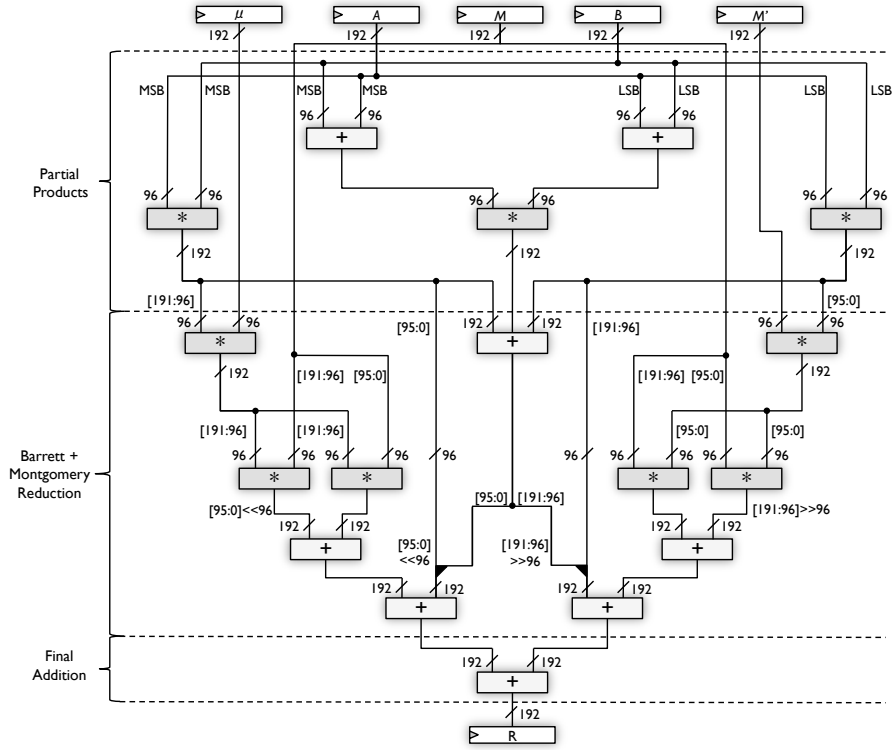 μ A M B M'
192 192 192 192 192
MSB MSB MSB MSB LSB LSB LSB LSB
96 96 96 96
+ +
Partial
Products
96 96 96 96 96 96
* * *
192 192 192
[191:96] [95:0]
96 96 192 192 96 96
[95:0] [191:96]
* + *
192 192
[191:96] [95:0] [191:96] [95:0]
[191:96] [191:96] [95:0] [95:0]
96 96 96 96 96 96 96 96 96 96
Barrett +
Montgomery
Reduction
* * * *
[95:0] [191:96]
[95:0]<<96 [191:96]>>96
192 192 192 192
+ +
[95:0]
<<96
[191:96]
>>96
192 192 192 192
+ +
Final
Addition
192 192
+
192
R